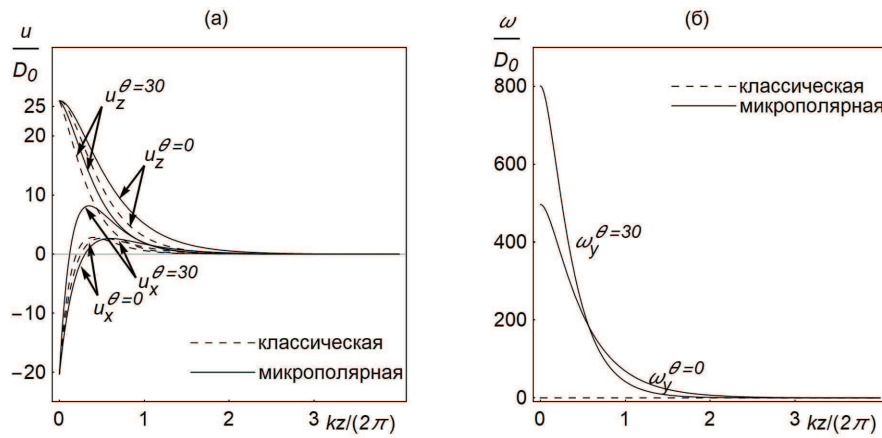 (а)
u
D₀
25
20
10
0
−10
−20
u_z^{θ=30}
u_z^{θ=0}
u_x^{θ=30}
u_x^{θ=0}
классическая
микрополярная
0
1
2
3
kz/(2π)
(б)
ω
D₀
800
600
400
200
0
классическая
микрополярная
ω_y^{θ=30}
ω_y^{θ=0}
0
1
2
3
kz/(2π)